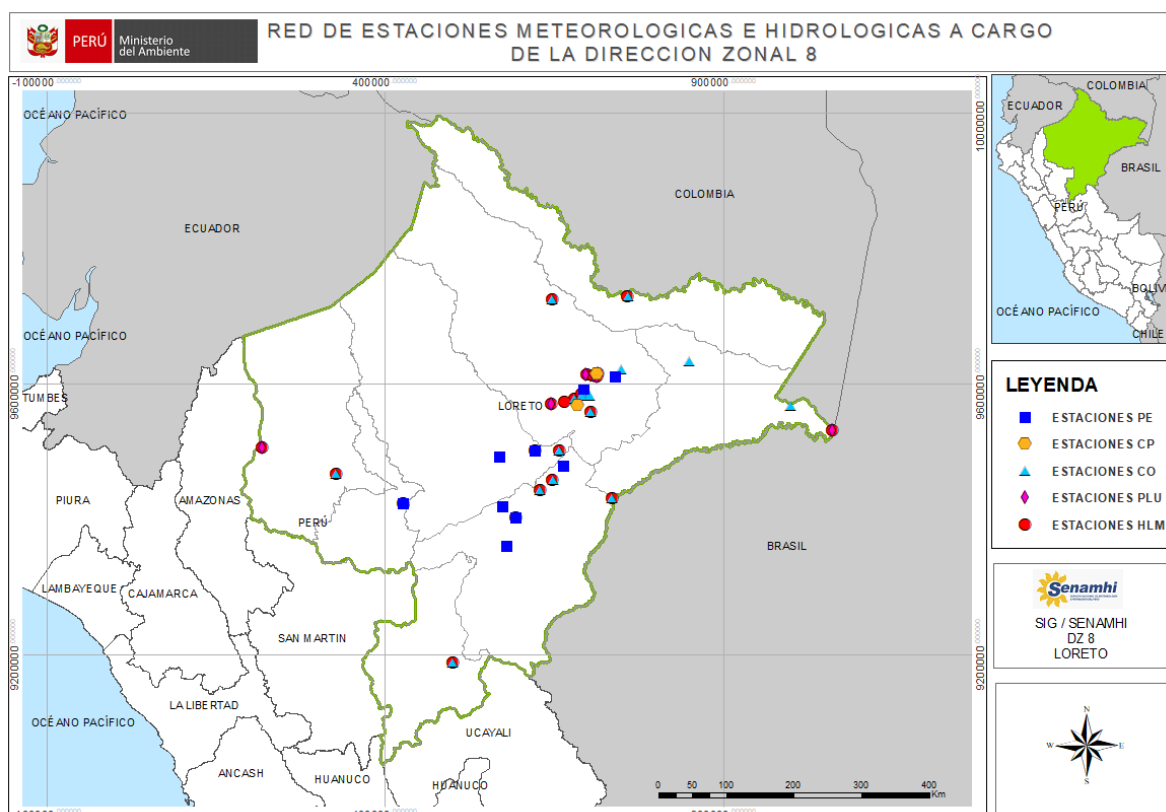 PERÚ
Ministerio
del Ambiente
RED DE ESTACIONES METEOROLOGICAS E HIDROLOGICAS A CARGO
DE LA DIRECCION ZONAL 8
-100000
400000
900000
10000000
9600000
9200000
OCÉANO PACÍFICO
ECUADOR
COLOMBIA
OCÉANO PACÍFICO
TUMBES
9600000
LORETO
PIURA
AMAZONAS
PERÚ
BRASIL
LAMBAYEQUE
CAJAMARCA
SAN MARTIN
9200000
LA LIBERTAD
OCÉANO PACÍFICO
UCAYALI
ANCASH
HUANUCO
HUANUCO
0 50 100 200 300 400
Km
COLOMBIA
ECUADOR
BRASIL
PERÚ
BOLIV
OCÉANO PACÍFICO
CHILE
LEYENDA
ESTACIONES PE
ESTACIONES CP
ESTACIONES CO
ESTACIONES PLU
ESTACIONES HLM
Senamhi
SIG / SENAMHI
DZ 8
LORETO
N
W E
S